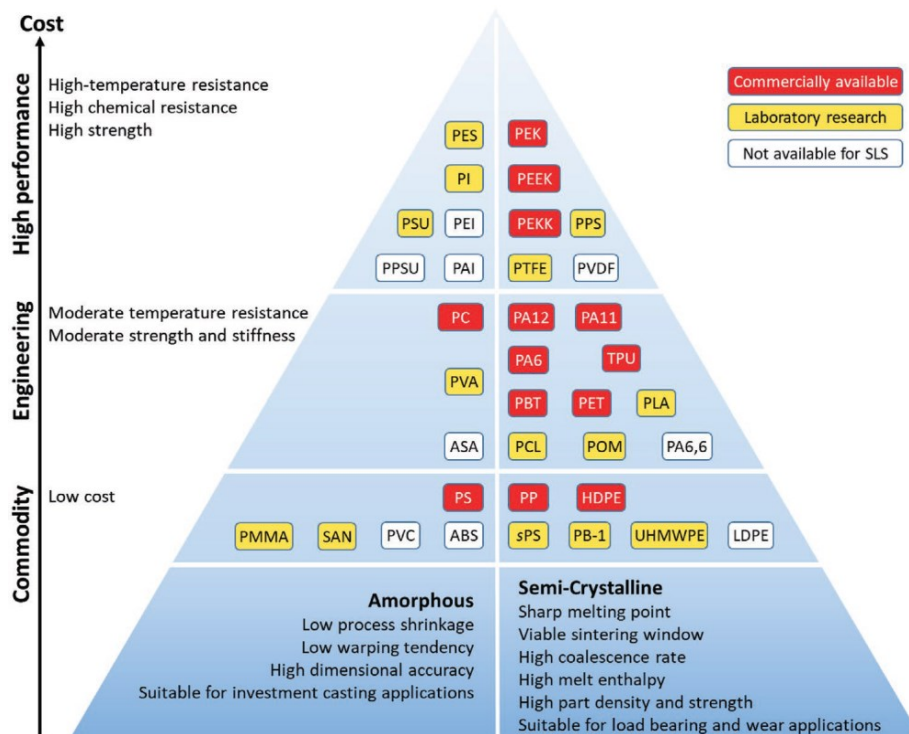 Cost
High performance
High-temperature resistance
High chemical resistance
High strength
Commercially available
Laboratory research
Not available for SLS
PES
PEK
PI
PEEK
PSU
PEI
PEKK
PPS
PPSU
PAI
PTFE
PVDF
Engineering
Moderate temperature resistance
Moderate strength and stiffness
PC
PA12
PA11
PA6
TPU
PVA
PBT
PET
PLA
ASA
PCL
POM
PA6,6
Commodity
Low cost
PS
PP
HDPE
PMMA
SAN
PVC
ABS
sPS
PB-1
UHMWPE
LDPE
Amorphous
Low process shrinkage
Low warping tendency
High dimensional accuracy
Suitable for investment casting applications
Semi-Crystalline
Sharp melting point
Viable sintering window
High coalescence rate
High melt enthalpy
High part density and strength
Suitable for load bearing and wear applications